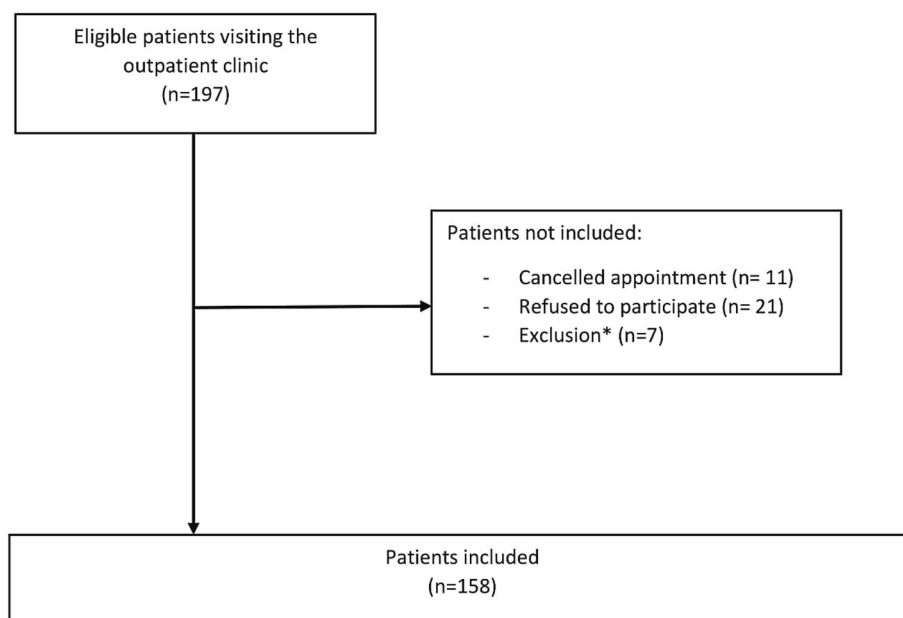 Eligible patients visiting the
outpatient clinic
(n=197)
Patients not included:
- Cancelled appointment (n= 11)
- Refused to participate (n= 21)
- Exclusion* (n=7)
Patients included
(n=158)